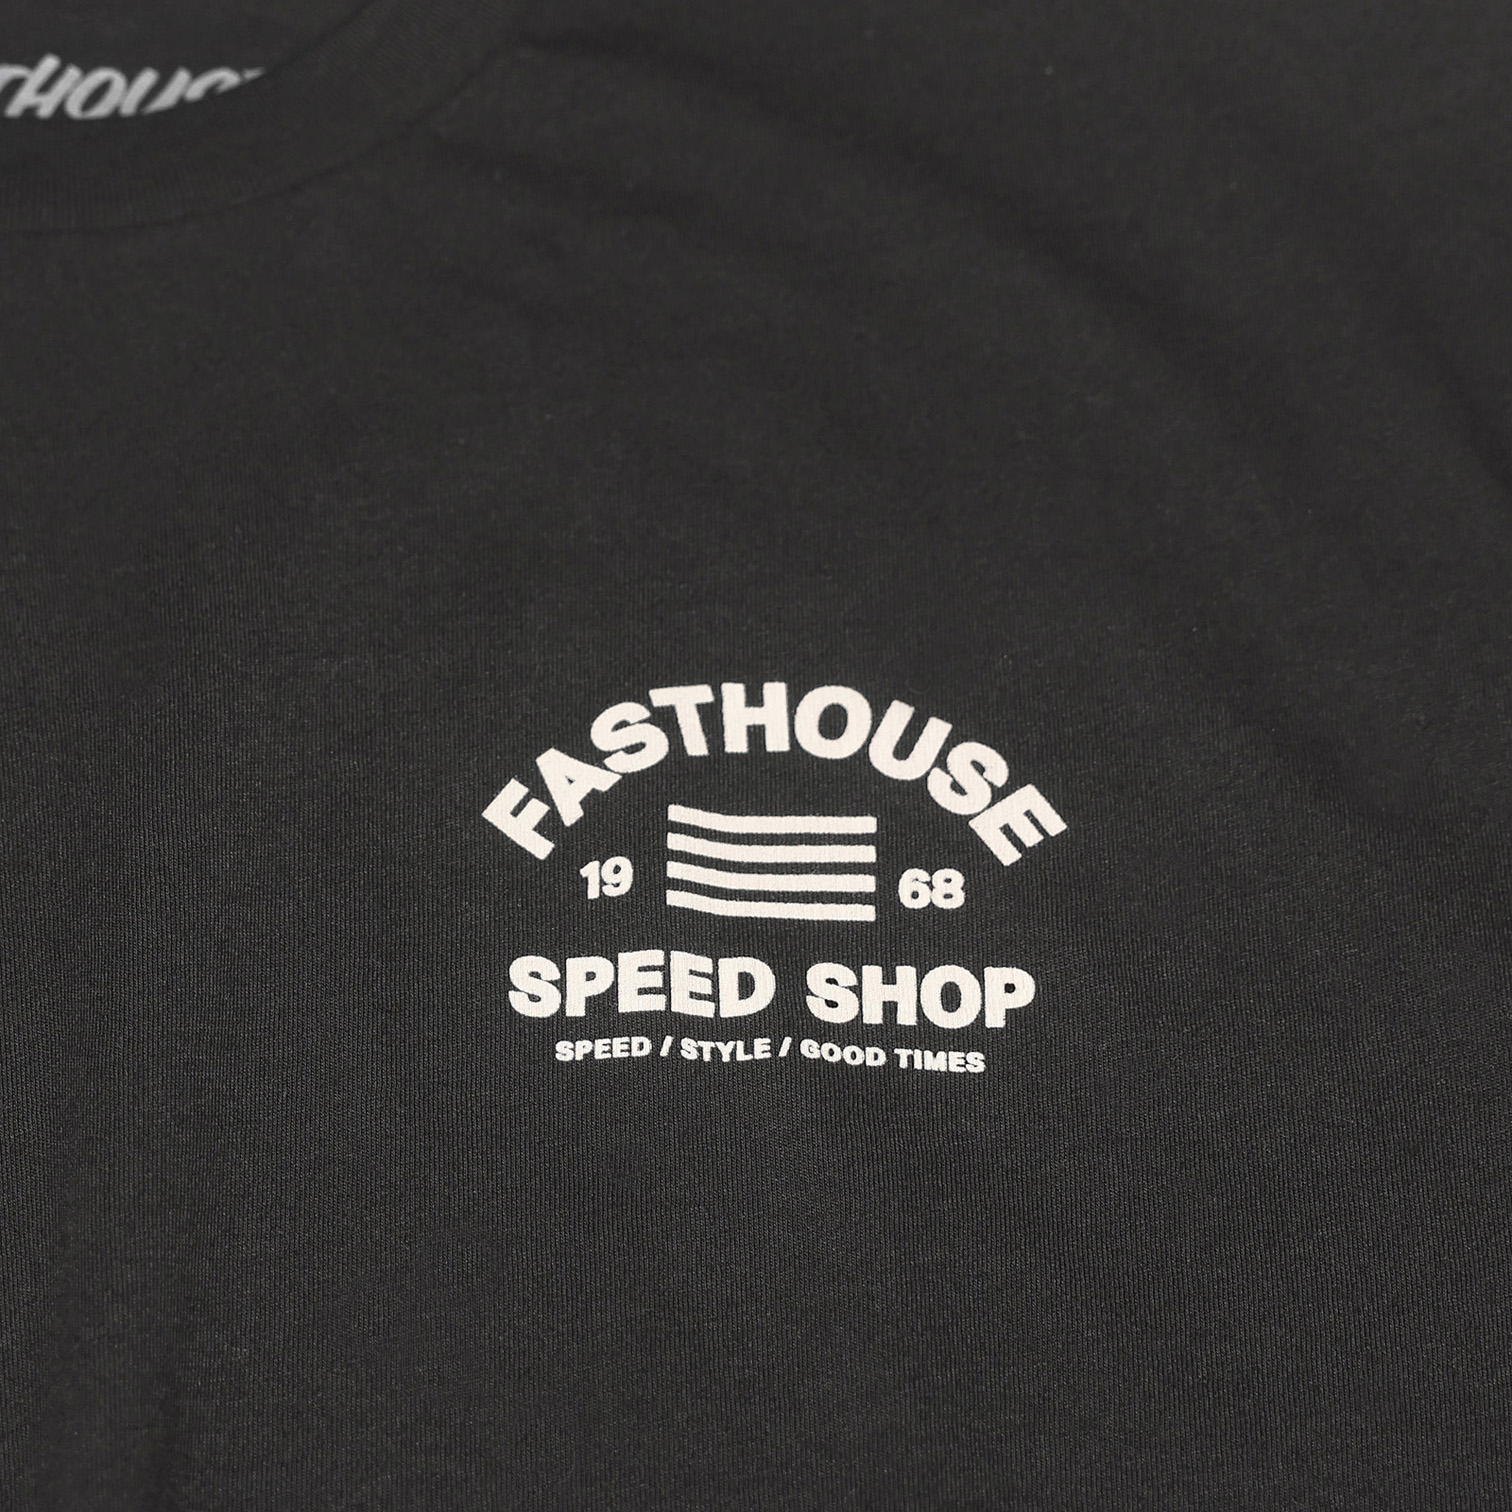 FASTHOUSE
19 68
SPEED SHOP
SPEED / STYLE / GOOD TIMES